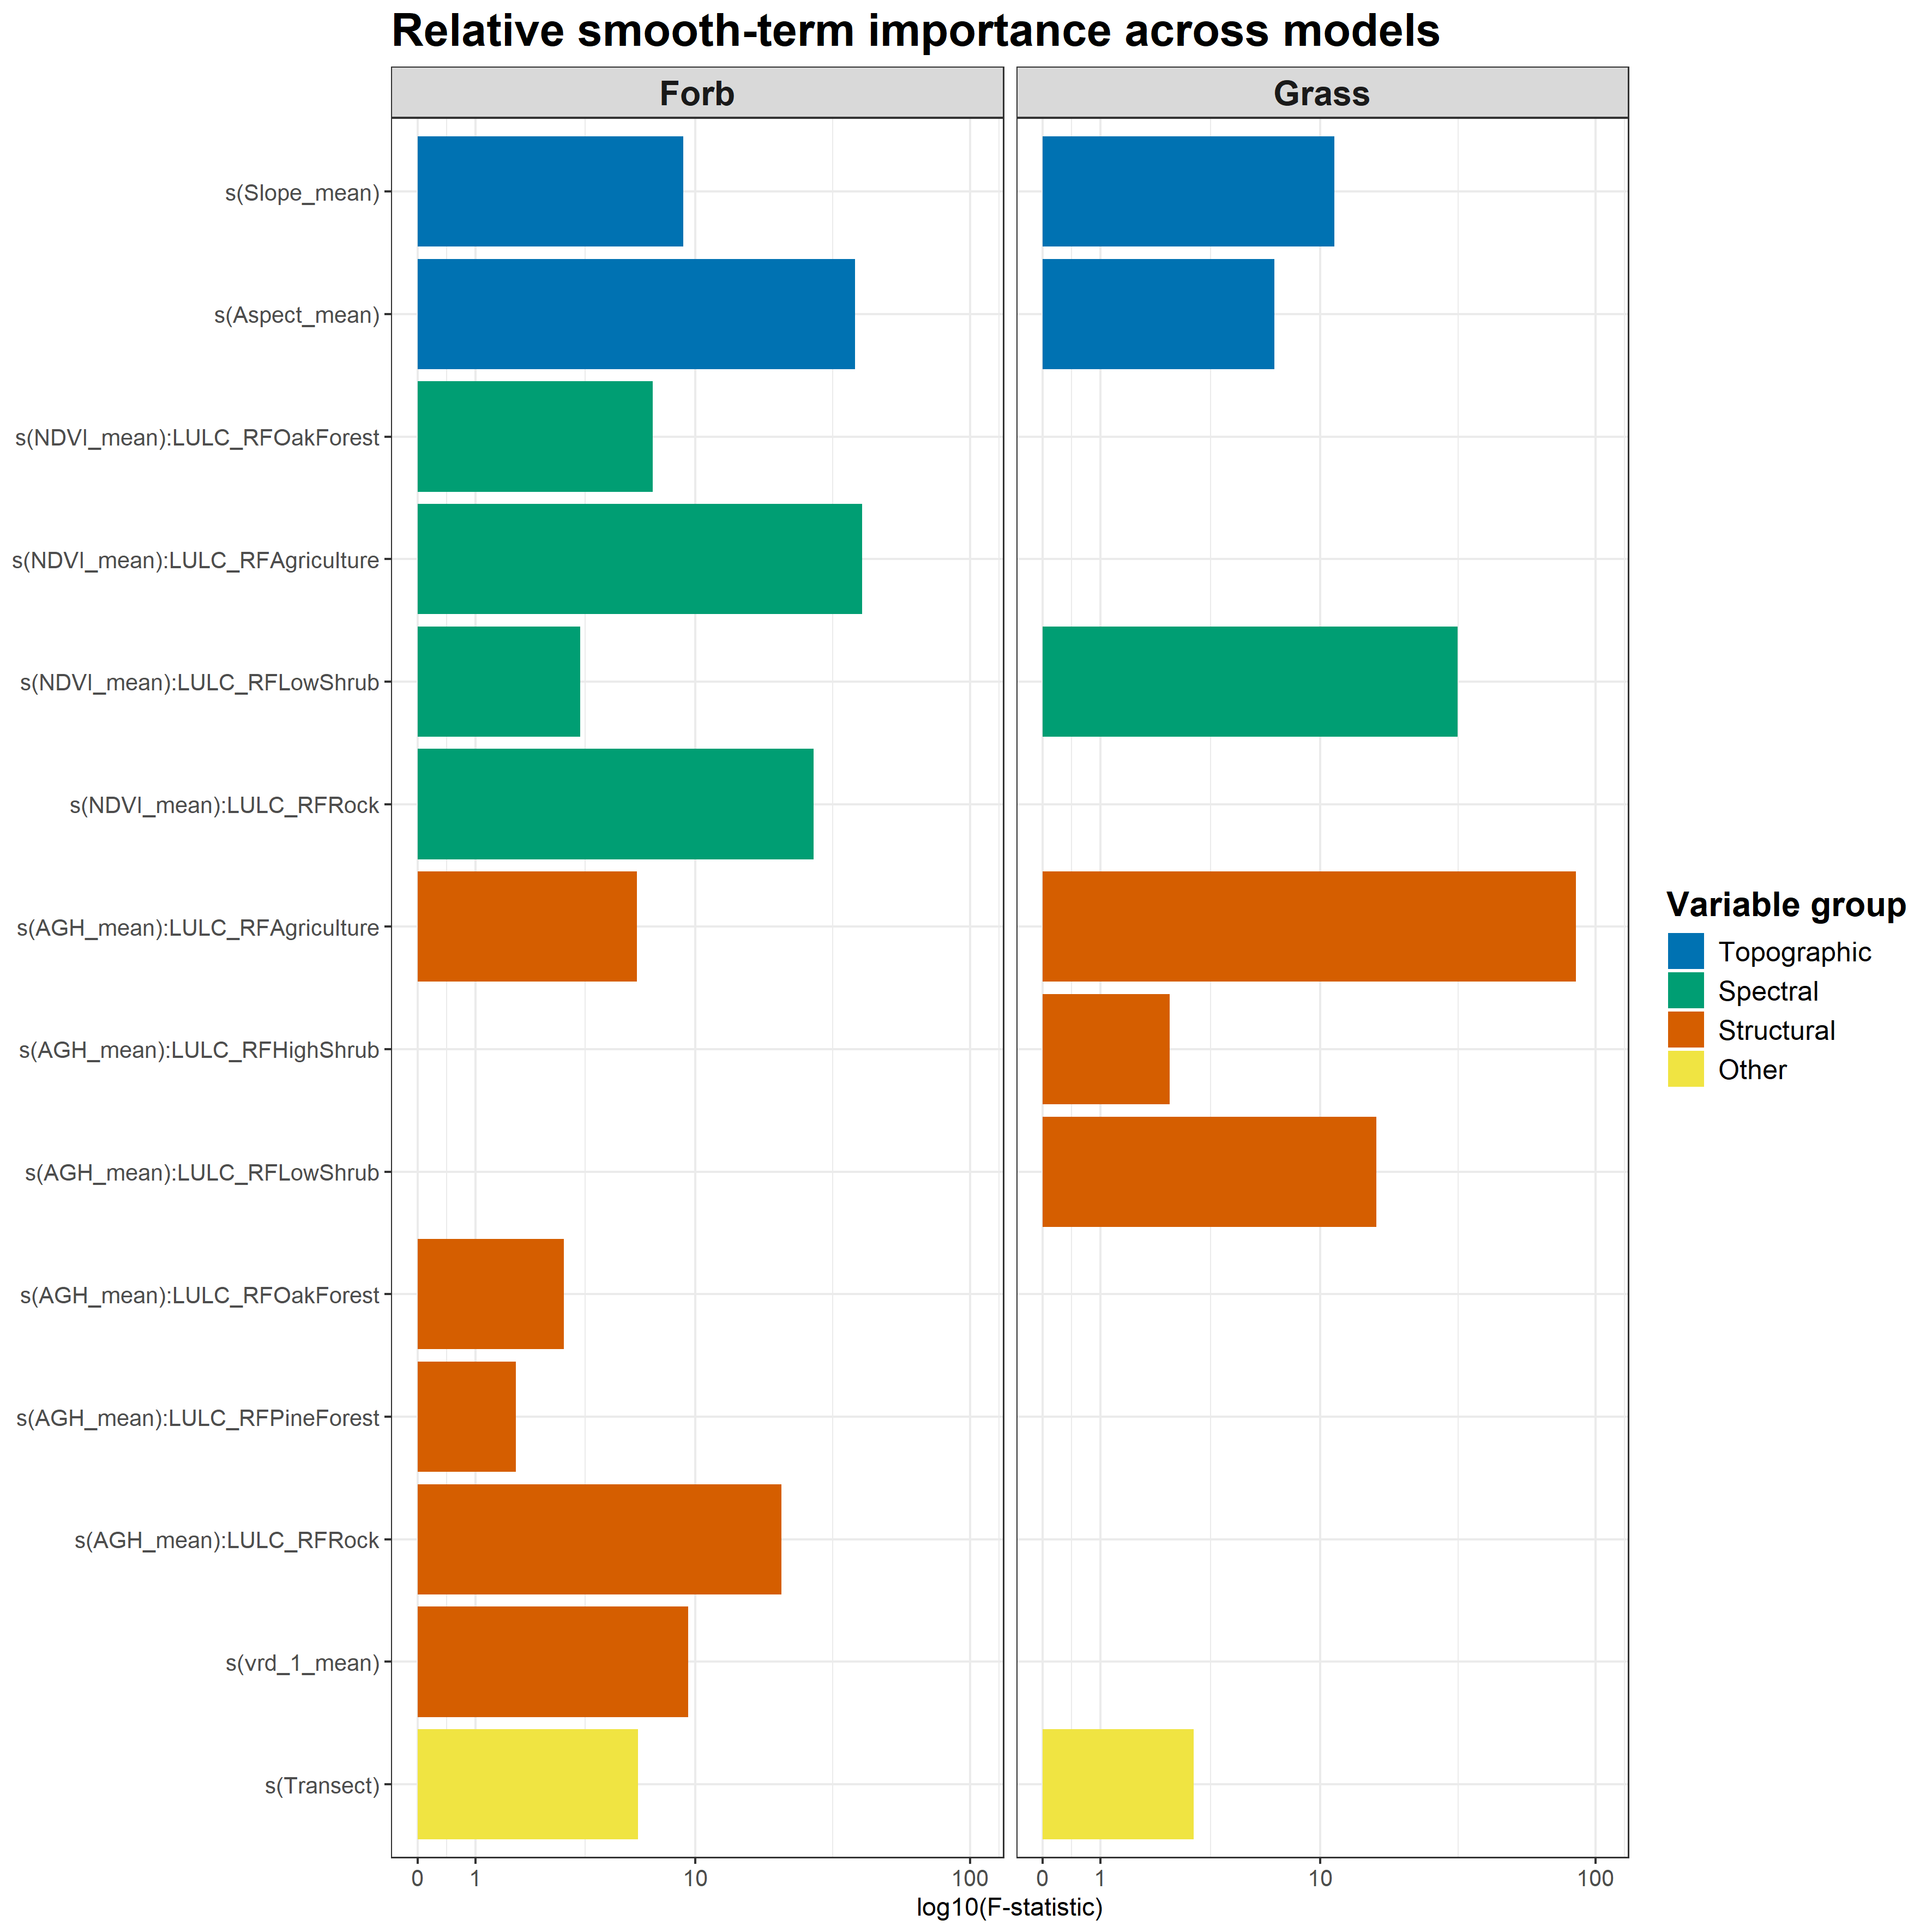 Relative smooth-term importance across models
Forb
Grass
s(Slope_mean)
s(Aspect_mean)
s(NDVI_mean):LULC_RFOakForest
s(NDVI_mean):LULC_RFAgriculture
s(NDVI_mean):LULC_RFLowShrub
s(NDVI_mean):LULC_RFRock
s(AGH_mean):LULC_RFAgriculture
s(AGH_mean):LULC_RFHighShrub
s(AGH_mean):LULC_RFLowShrub
s(AGH_mean):LULC_RFOakForest
s(AGH_mean):LULC_RFPineForest
s(AGH_mean):LULC_RFRock
s(vrd_1_mean)
s(Transect)
0 1 10 100
0 1 10 100
log10(F-statistic)
Variable group
Topographic
Spectral
Structural
Other